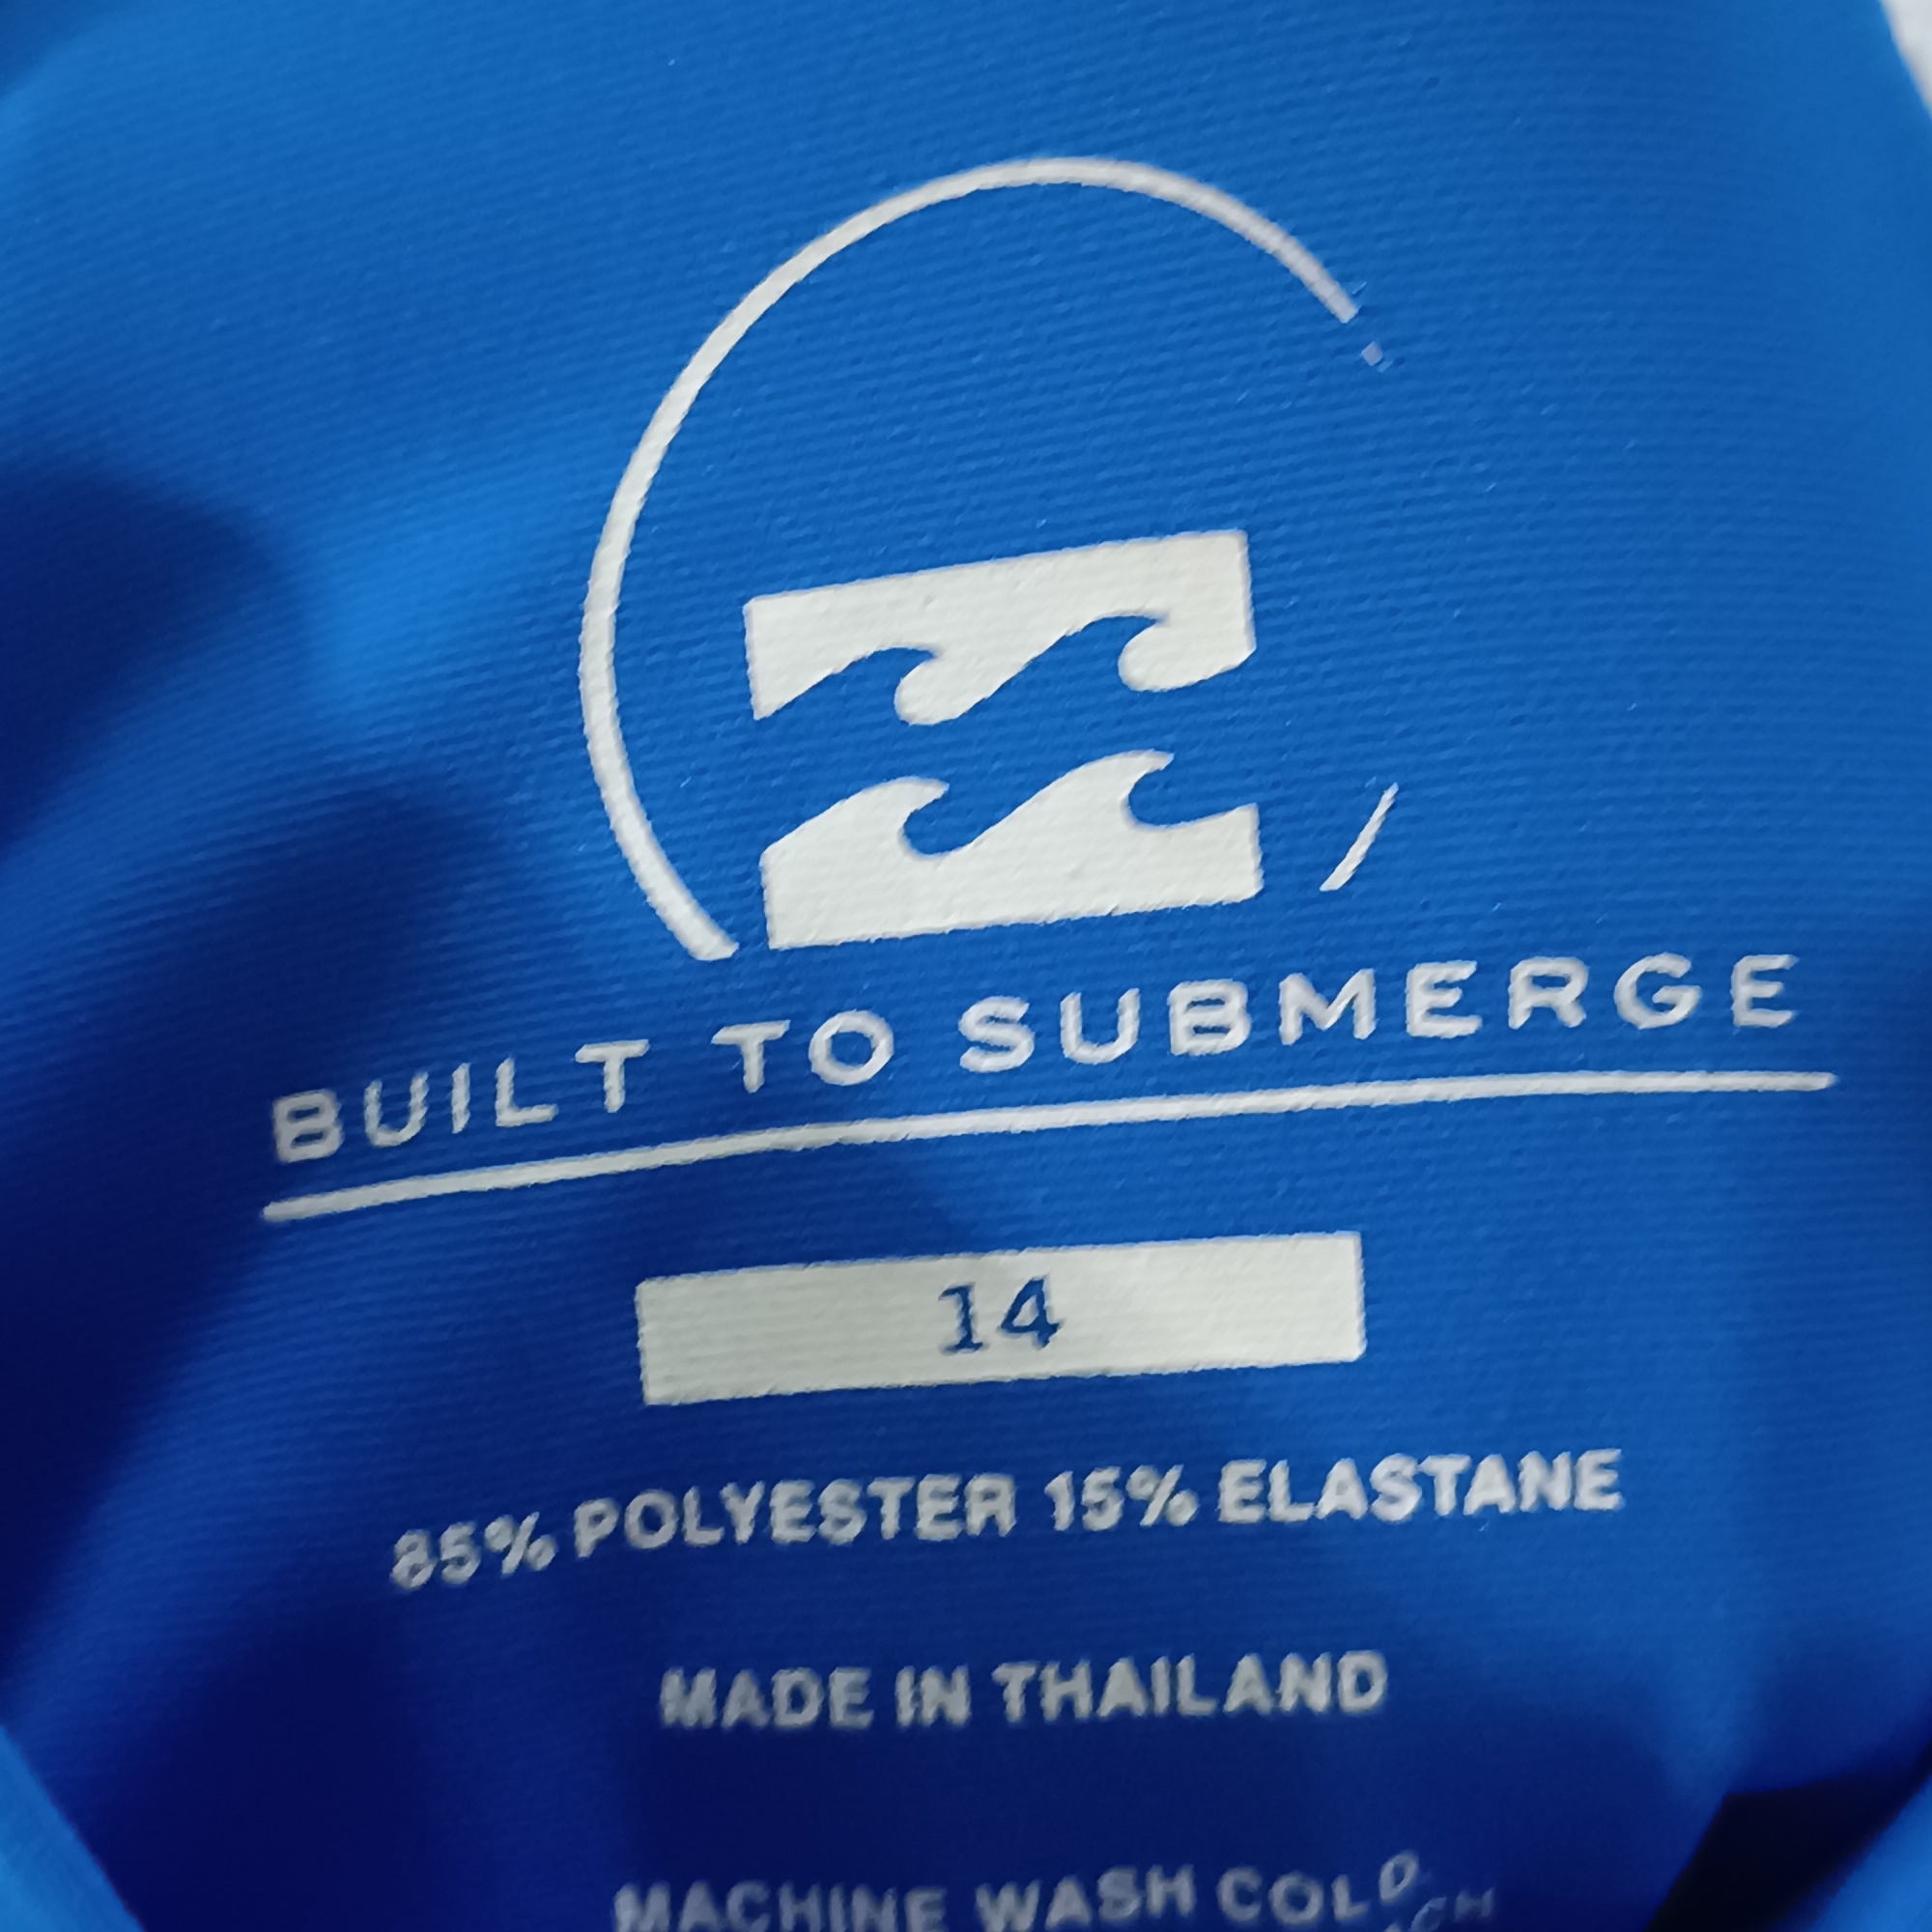 BUILT TO SUBMERGE
14
85% POLYESTER 15% ELASTANE
MADE IN THAILAND
MACHINE WASH COLD